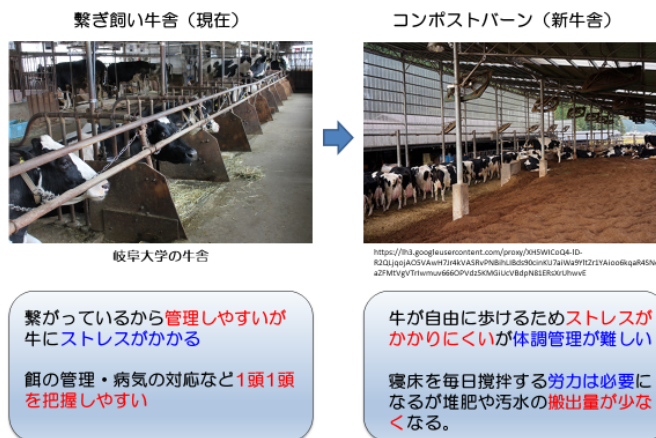 繋ぎ飼い牛舎（現在）
コンポストバーン（新牛舎）
岐阜大学の牛舎
https://lh3.googleusercontent.com/proxy/XH5WICoQ4-ID-
繋がっているから管理しやすいが
牛にストレスがかかる
餌の管理・病気の対応など1頭1頭
を把握しやすい
牛が自由に歩けるためストレスが
かかりにくいが体調管理が難しい
寝床を毎日撹拌する労力は必要に
なるが堆肥や汚水の搬出量が少な
くなる。